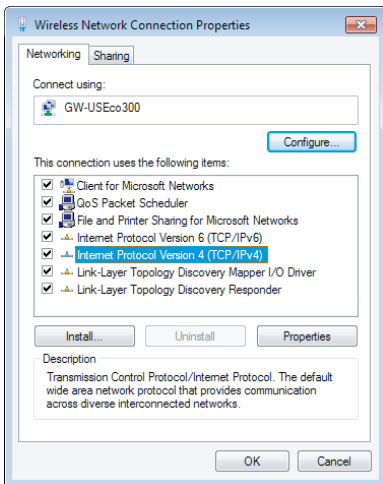 Wireless Network Connection Properties
Networking
Sharing
Connect using:
GW-USEco300
Configure...
This connection uses the following items:
Client for Microsoft Networks
QoS Packet Scheduler
File and Printer Sharing for Microsoft Networks
Internet Protocol Version 6 (TCP/IPv6)
Internet Protocol Version 4 (TCP/IPv4)
Link-Layer Topology Discovery Mapper I/O Driver
Link-Layer Topology Discovery Responder
Install... Uninstall Properties
Description
Transmission Control Protocol/Internet Protocol. The default
wide area network protocol that provides communication
across diverse interconnected networks.
OK Cancel